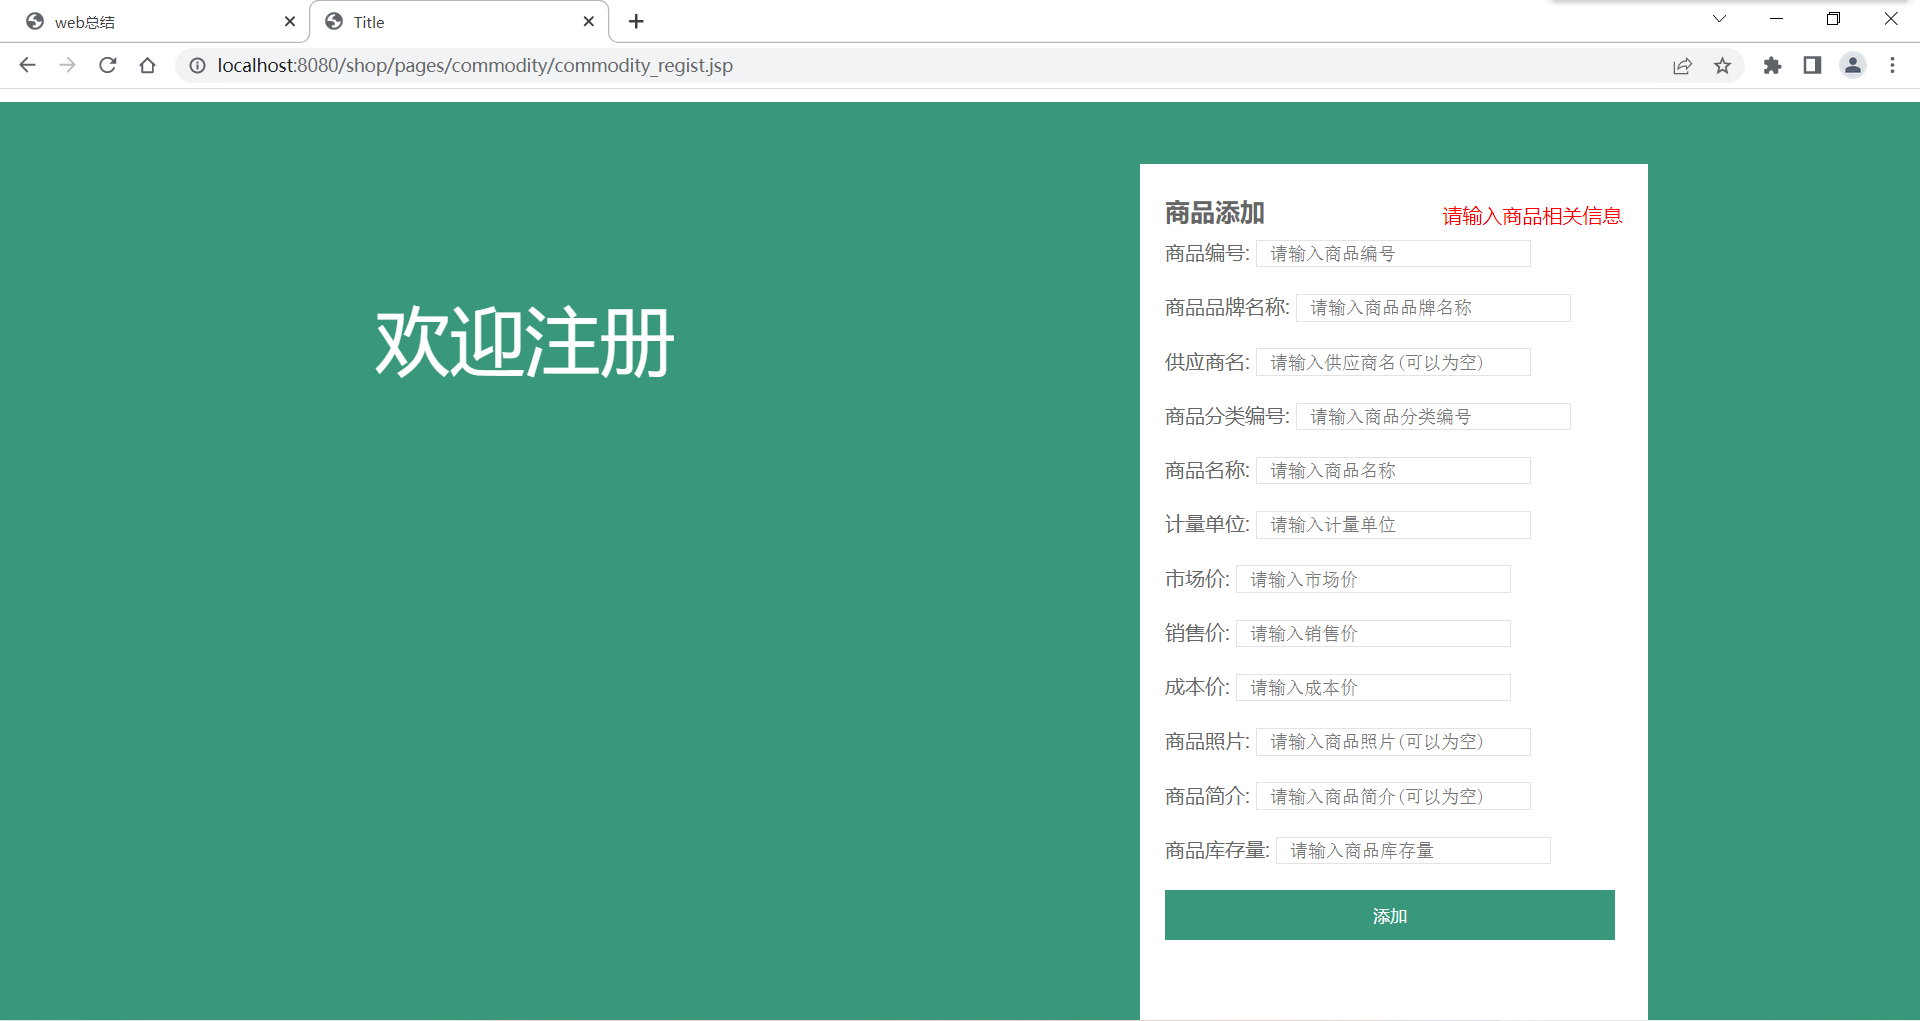 web总结
Title
localhost:8080/shop/pages/commodity/commodity_regist.jsp
欢迎注册
商品添加
请输入商品相关信息
商品编号: 请输入商品编号
商品品牌名称: 请输入商品品牌名称
供应商名: 请输入供应商名(可以为空)
商品分类编号: 请输入商品分类编号
商品名称: 请输入商品名称
计量单位: 请输入计量单位
市场价: 请输入市场价
销售价: 请输入销售价
成本价: 请输入成本价
商品照片: 请输入商品照片(可以为空)
商品简介: 请输入商品简介(可以为空)
商品库存量: 请输入商品库存量
添加